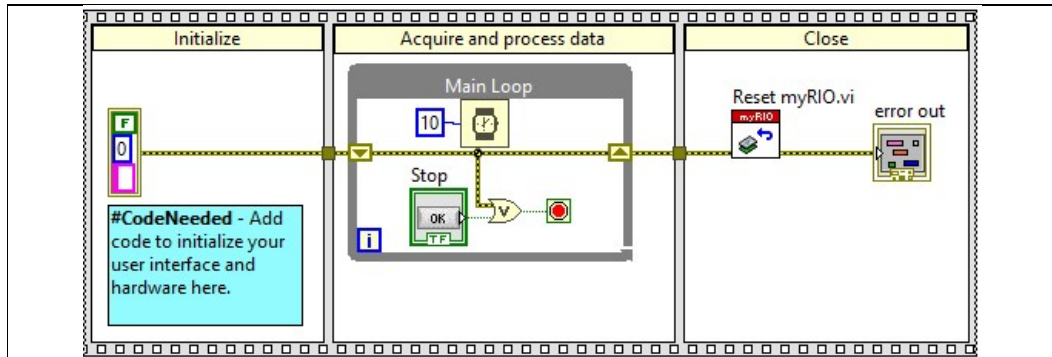 Initialize
Acquire and process data
Close
Main Loop
10
Reset myRIO.vi
myRIO
error out
F
0
Stop
OK
TF
V
i
#CodeNeeded - Add
code to initialize your
user interface and
hardware here.